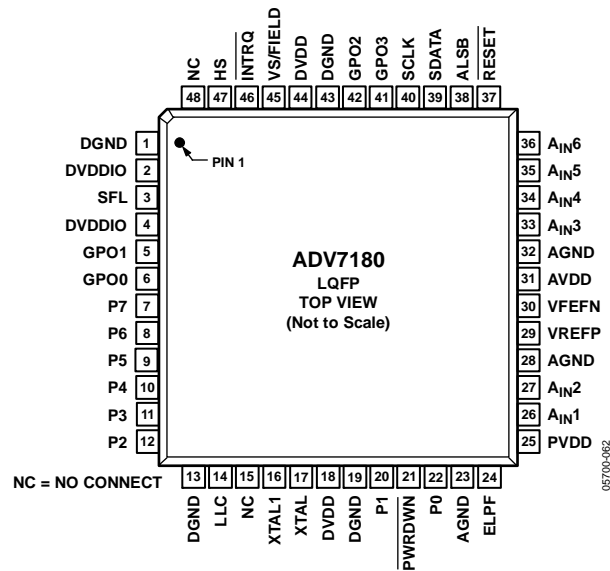 NC HS INTRQ VS/FIELD DVDD DGND GPO2 GPO3 SCLK SDATA ALSB RESET
48 47 46 45 44 43 42 41 40 39 38 37
DGND 1
DVDDIO 2
SFL 3
DVDDIO 4
GPO1 5
GPO0 6
P7 7
P6 8
P5 9
P4 10
P3 11
P2 12
PIN 1
ADV7180
LQFP
TOP VIEW
(Not to Scale)
36 AIN6
35 AIN5
34 AIN4
33 AIN3
32 AGND
31 AVDD
30 VFEFN
29 VREFP
28 AGND
27 AIN2
26 AIN1
25 PVDD
NC = NO CONNECT
13 14 15 16 17 18 19 20 21 22 23 24
DGND LLC NC XTAL1 XTAL DVDD DGND P1 PWRDWN P0 AGND ELPF
05700-062